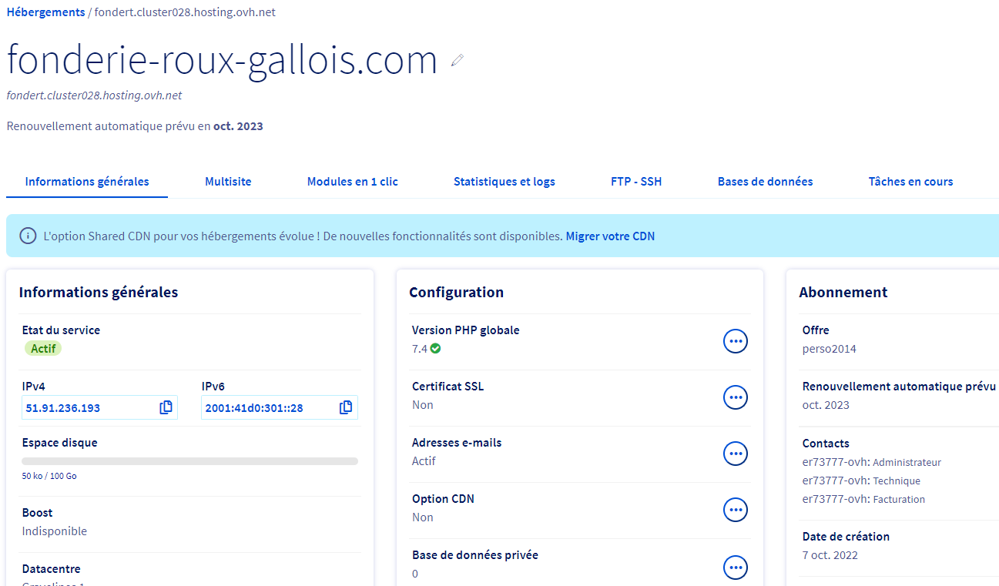 Hébergements / fondert.cluster028.hosting.ovh.net
fonderie-roux-gallois.com
fondert.cluster028.hosting.ovh.net
Renouvellement automatique prévu en oct. 2023
Informations générales Multisite Modules en 1 clic Statistiques et logs FTP - SSH Bases de données Tâches en cours
L'option Shared CDN pour vos hébergements évolue ! De nouvelles fonctionnalités sont disponibles. Migrer votre CDN
Informations générales
Etat du service
Actif
IPv4 IPv6
51.91.236.193 2001:41d0:301::28
Espace disque
50 ko / 100 Go
Boost
Indisponible
Datacentre
Gravelines 1
Configuration
Version PHP globale
7.4
Certificat SSL
Non
Adresses e-mails
Actif
Option CDN
Non
Base de données privée
0
Abonnement
Offre
perso2014
Renouvellement automatique prévu
oct. 2023
Contacts
er73777-ovh: Administrateur
er73777-ovh: Technique
er73777-ovh: Facturation
Date de création
7 oct. 2022